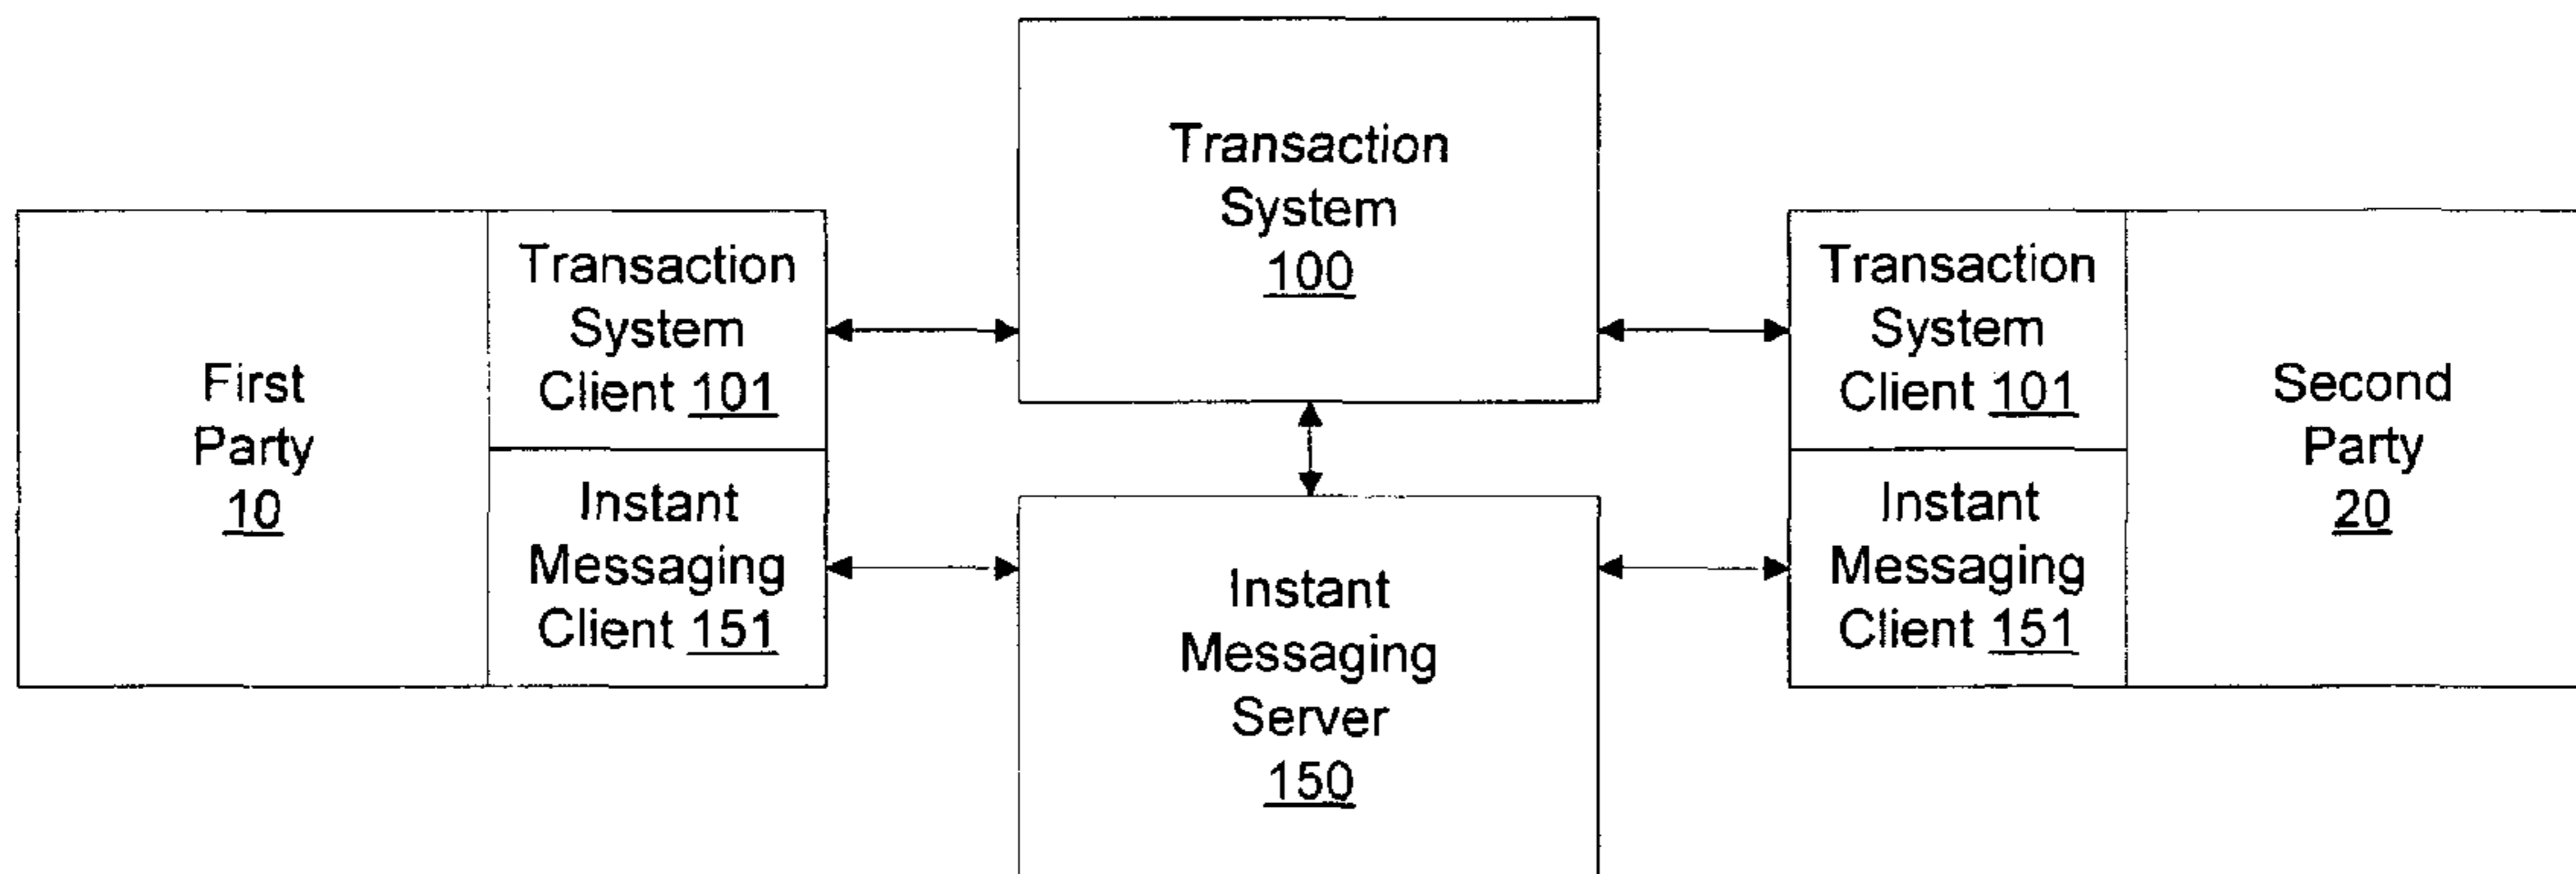 Transaction
System
100
First
Party
10
Transaction
System
Client 101
Instant
Messaging
Client 151
Transaction
System
Client 101
Instant
Messaging
Client 151
Second
Party
20
Instant
Messaging
Server
150